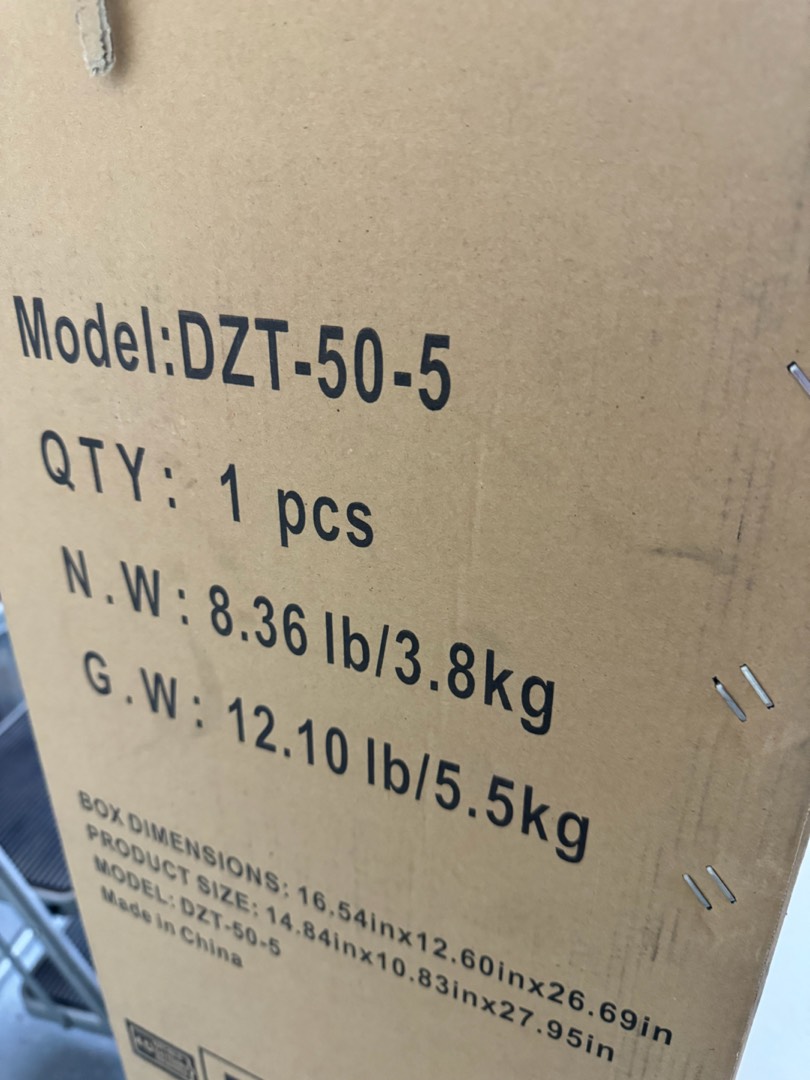 Model:DZT-50-5
QTY: 1 pcs
N.W: 8.36 lb/3.8kg
G.W: 12.10 lb/5.5kg
BOX DIMENSIONS: 16.54inx12.60inx26.69in
PRODUCT SIZE: 14.84inx10.83inx27.95in
MODEL: DZT-50-5
Made in China